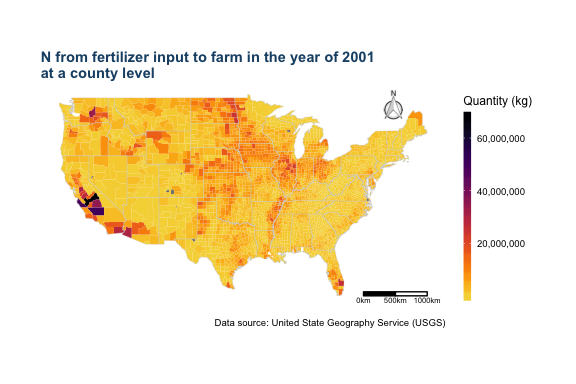 N from fertilizer input to farm in the year of 2001
at a county level
N
Quantity (kg)
60,000,000
40,000,000
20,000,000
0km 500km 1000km
Data source: United State Geography Service (USGS)